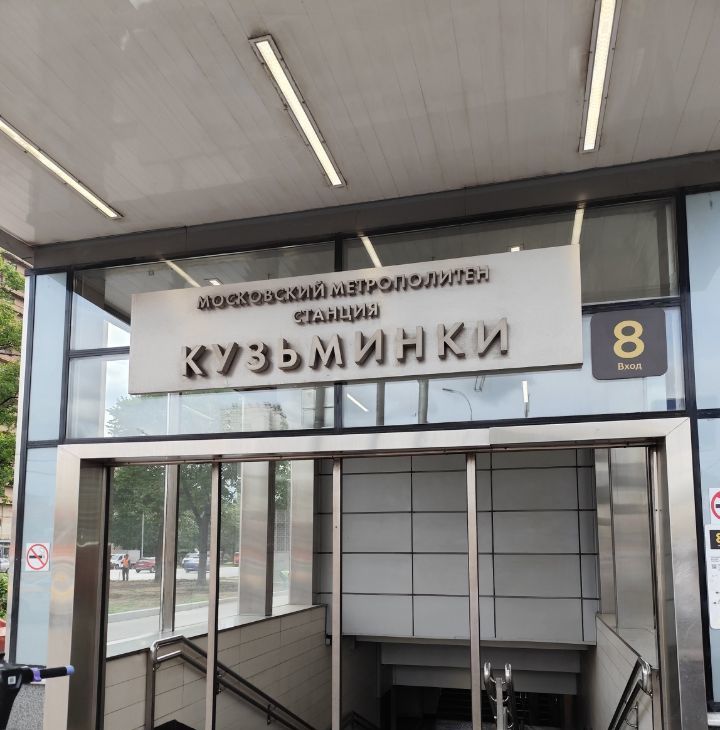 МОСКОВСКИЙ МЕТРОПОЛИТЕН
СТАНЦИЯ
КУЗЬМИНКИ
8
Вход